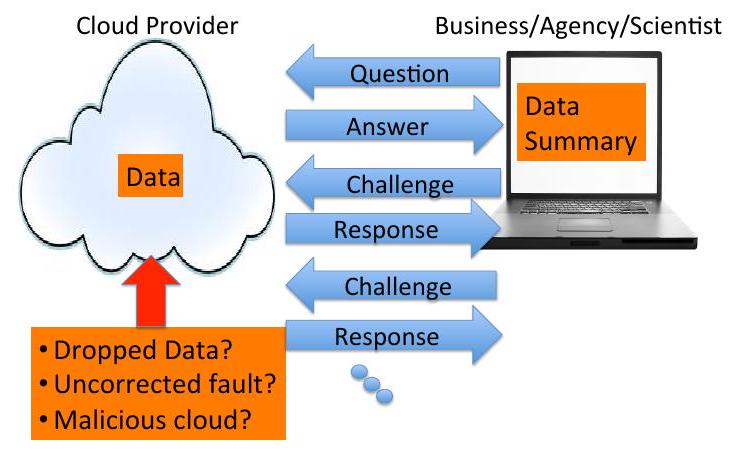 Cloud Provider
Business/Agency/Scientist
Question
Answer
Data
Summary
Data
Challenge
Response
Challenge
Response
• Dropped Data?
• Uncorrected fault?
• Malicious cloud?